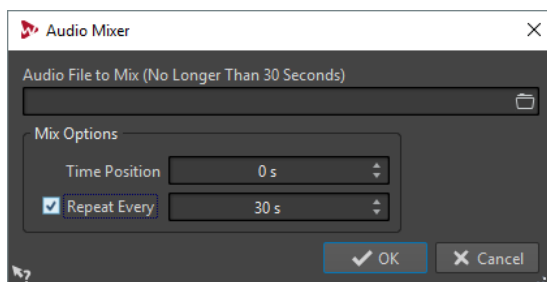 Audio Mixer
Audio File to Mix (No Longer Than 30 Seconds)
Mix Options
Time Position 0 s
Repeat Every 30 s
OK Cancel